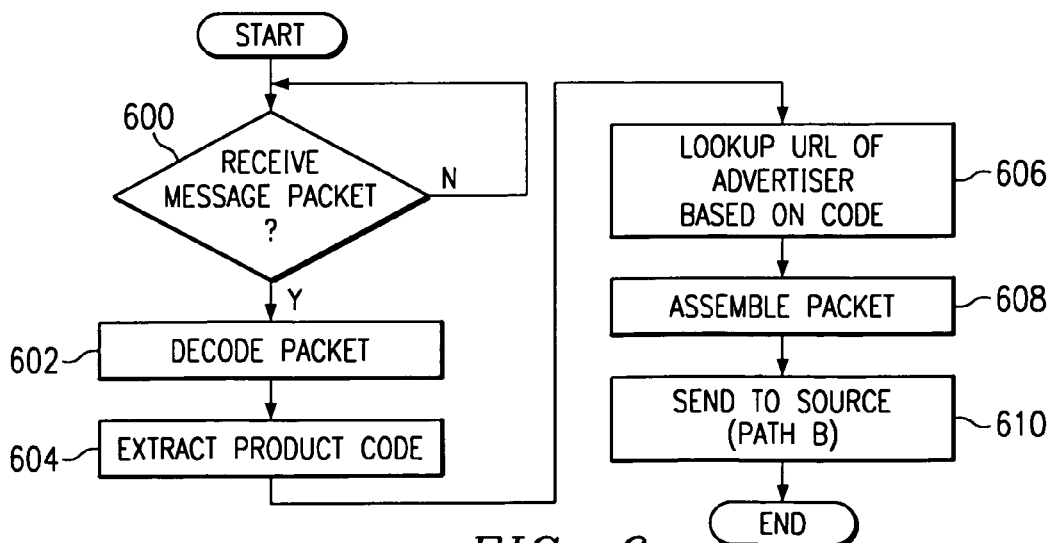 START
600
RECEIVE
MESSAGE PACKET
?
N
Y
602
DECODE PACKET
604
EXTRACT PRODUCT CODE
LOOKUP URL OF
ADVERTISER
BASED ON CODE
606
ASSEMBLE PACKET
608
SEND TO SOURCE
(PATH B)
610
END
FIG. 6